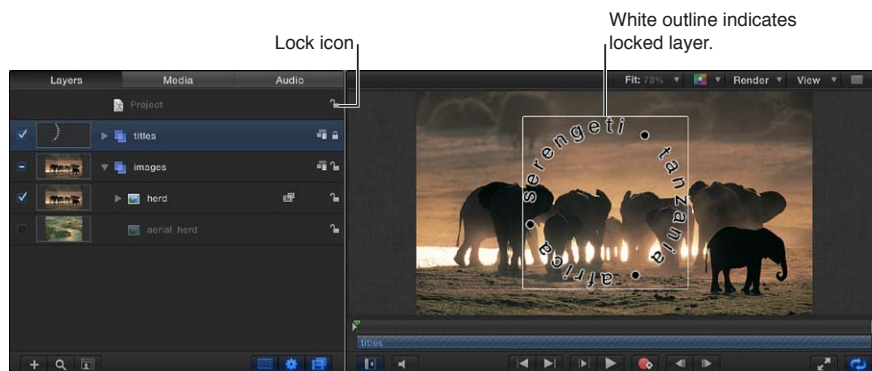 White outline indicates
locked layer.
Lock icon
Layers Media Audio
Fit: 73% Render View
Project
titles
images
herd
aerial_herd
serengeti • tanzania • africa •
titles